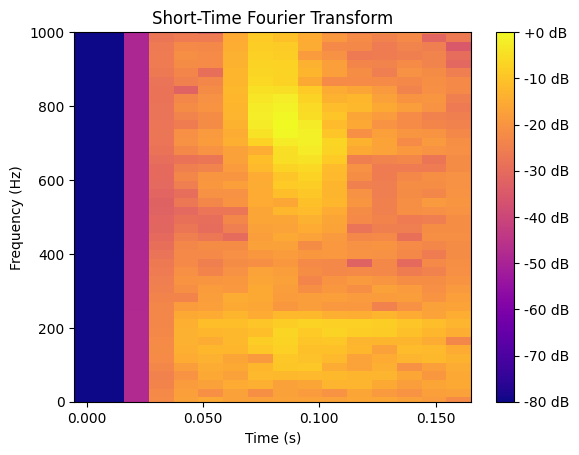 Short-Time Fourier Transform
1000
800
600
400
200
0
Frequency (Hz)
0.000
0.050
0.100
0.150
Time (s)
+0 dB
-10 dB
-20 dB
-30 dB
-40 dB
-50 dB
-60 dB
-70 dB
-80 dB